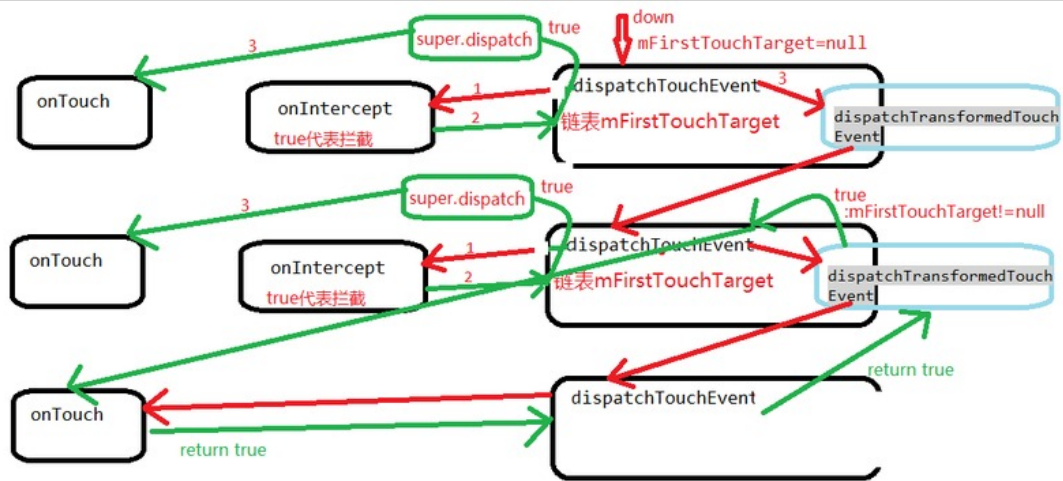 down
mFirstTouchTarget=null
3
super.dispatch
true
onTouch
onIntercept
true代表拦截
1
2
dispatchTouchEvent
3
链表mFirstTouchTarget
dispatchTransformedTouch
Event
3
super.dispatch
true
true
:mFirstTouchTarget!=null
onTouch
onIntercept
true代表拦截
1
2
dispatchTouchEvent
链表mFirstTouchTarget
dispatchTransformedTouch
Event
onTouch
return true
dispatchTouchEvent
return true